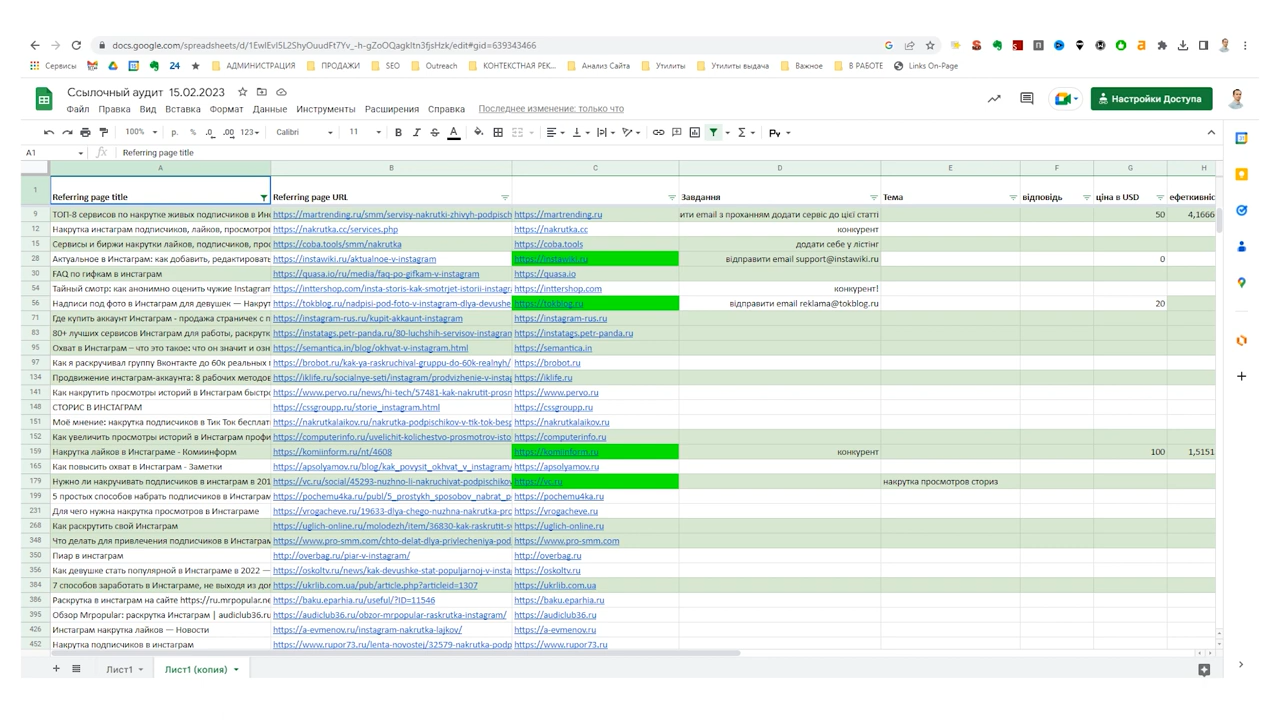 docs.google.com/spreadsheets/d/1EwlEvI5L2ShyOuudFt7Yv_-h-gZoOQagkItn3fjsHzk/edit#gid=639343466
Сервисы 24 АДМИНИСТРАЦИЯ ПРОДАЖИ SEO Outreach КОНТЕКСТНАЯ РЕК... Анализ Сайта Утилиты Утилиты выдача Важное В РАБОТЕ Links On-Page
Ссылочный аудит 15.02.2023
Файл Правка Вид Вставка Формат Данные Инструменты Расширения Справка Последнее изменение: только что
Настройки Доступа
100% р. % .0 .00 123 Calibri 11 B I S A
A1 fx Referring page title
A B C D E F G H
1 Referring page title Referring page URL Завдання Тема відповідь ціна в USD ефективніс
9 ТОП-8 сервисов по накрутке живых подписчиков в Ин https://martrending.ru/smm/servisy-nakrutki-zhivyh-podpisch https://martrending.ru ити email з проханням додати сервіс до цієї статті 50 4,1666
12 Накрутка инстаграм подписчиков, лайков, просмотро https://nakrutka.cc/services.php https://nakrutka.cc конкурент
15 Сервисы и биржи накрутки лайков, подписчиков, прос https://coba.tools/smm/nakrutka https://coba.tools додати себе у лістінг
28 Актуальное в Инстаграм: как добавить, редактировать https://instawiki.ru/aktualnoe-v-instagram https://instawiki.ru відправити email support@instawiki.ru 0
30 FAQ по гифкам в инстаграм https://quasa.io/ru/media/faq-po-gifkam-v-instagram https://quasa.io
54 Тайный смотр: как анонимно оценить чужие Instagram https://intershop.com/insta-storis-kak-smotrjet-istorii-instagr https://intershop.com конкурент!
56 Надписи под фото в Инстаграм для девушек — Накрут https://tokblog.ru/nadpisi-pod-foto-v-instagram-dlya-devushe https://tokblog.ru відправити email reklama@tokblog.ru 20
71 Где купить аккаунт Инстаграм - продажа страничек с п https://instagram-rus.ru/kupit-akkaunt-instagram https://instagram-rus.ru
83 80+ лучших сервисов Инстаграм для работы, раскрутк https://instatags.petr-panda.ru/80-luchshih-servisov-instagran https://instatags.petr-panda.ru
95 Охват в Инстаграм – что это такое: что он значит и озн https://semantica.in/blog/okhvat-v-instagram.html https://semantica.in
97 Как я раскручивал группу Вконтакте до 60к реальных г https://brobot.ru/kak-ya-raskruchival-gruppu-do-60k-realnyh/ https://brobot.ru
134 Продвижение инстаграм-аккаунта: 8 рабочих методов https://iklife.ru/socialnye-seti/instagram/prodvizhenie-v-instag https://iklife.ru
141 Как накрутить просмотры историй в Инстаграм быстро https://www.pervo.ru/news/hi-tech/57481-kak-nakrutit-prosn https://www.pervo.ru
148 СТОРИС В ИНСТАГРАМ https://cssgroupp.ru/storie_instagram.html https://cssgroupp.ru
151 Моё мнение: накрутка подписчиков в Тик Ток бесплат https://nakrutkalaikov.ru/nakrutka-podpischikov-v-tik-tok-besp https://nakrutkalaikov.ru
152 Как увеличить просмотры историй в Инстаграм профи https://computerinfo.ru/uvelichit-kolichestvo-prosmotrov-isto https://computerinfo.ru
159 Накрутка лайков в Инстаграме - Комиинформ https://komiinform.ru/nt/4608 https://komiinform.ru конкурент 100 1,5151
165 Как повысить охват в Инстаграм - Заметки https://apsolyamov.ru/blog/kak_povysit_okhvat_v_instagram/ https://apsolyamov.ru
179 Нужно ли накручивать подписчиков в инстаграм в 201 https://vc.ru/social/45293-nuzhno-li-nakruchivat-podpischikov https://vc.ru накрутка просмотров сториз
199 5 простых способов набрать подписчиков в Инстаграм https://pochemu4ka.ru/publ/5_prostykh_sposobov_nabrat_p https://pochemu4ka.ru
231 Для чего нужна накрутка просмотров в Инстаграме https://vrogacheve.ru/19633-dlya-chego-nuzhna-nakrutka-prc https://vrogacheve.ru
268 Как раскрутить свой Инстаграм https://uglich-online.ru/molodezh/item/36830-kak-raskrutit-s https://uglich-online.ru
348 Что делать для привлечения подписчиков в Инстаграм https://www.pro-smm.com/chto-delat-dlya-privlecheniya-pod https://www.pro-smm.com
350 Пиар в инстаграм http://overbag.ru/piar-v-instagram/ http://overbag.ru
356 Как девушке стать популярной в Инстаграме в 2022 — https://oskoltv.ru/news/kak-devushke-stat-populjarnoj-v-insta https://oskoltv.ru
384 7 способов заработать в Инстаграме, не выходя из до https://ukrlib.com.ua/pub/article.php?articleid=1307 https://ukrlib.com.ua
386 Раскрутка в инстаграм на сайте https://ru.mrpopular.ne https://baku.eparhia.ru/useful/?ID=11546 https://baku.eparhia.ru
395 Обзор Mrpopular: раскрутка Инстаграм | audiclub36.ru https://audiclub36.ru/obzor-mrpopular-raskrutka-instagram/ https://audiclub36.ru
426 Инстаграм накрутка лайков — Новости https://a-evmenov.ru/instagram-nakrutka-lajkov/ https://a-evmenov.ru
452 Накрутка подписчиков в инстаграм https://www.rupor73.ru/lenta-novostej/32579-nakrutka-podp https://www.rupor73.ru
Лист1 Лист1 (копия)